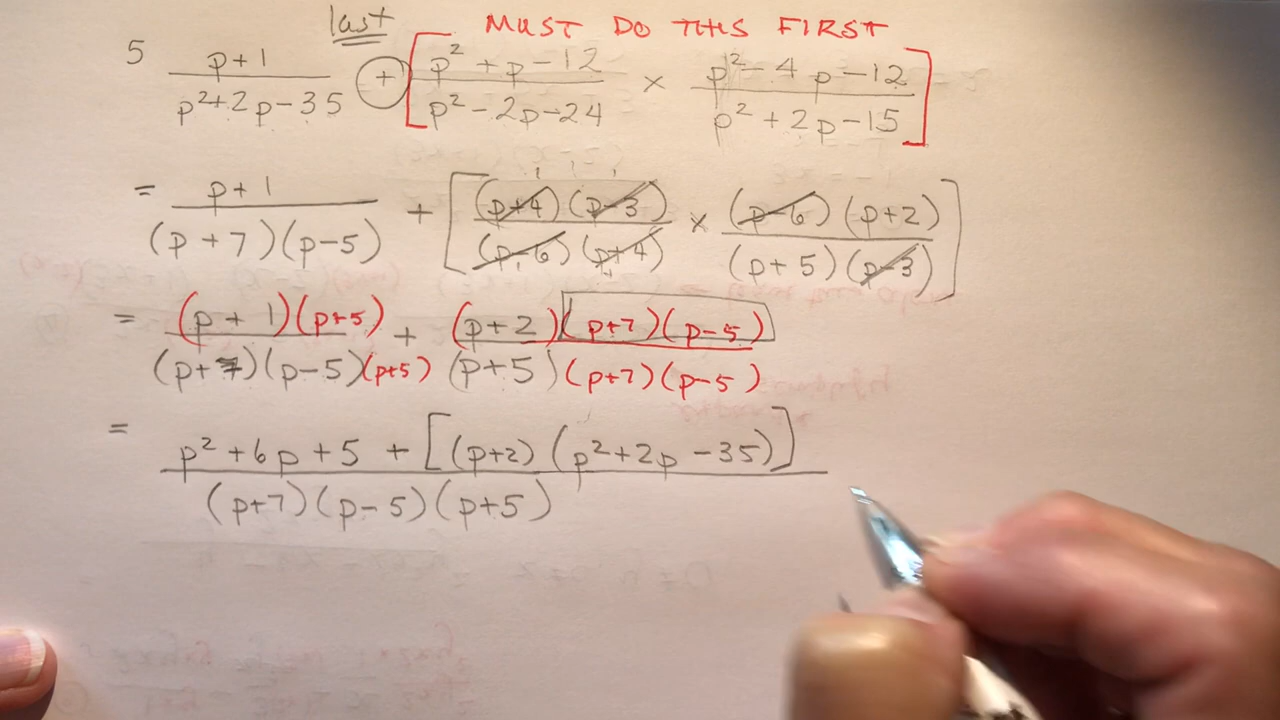 last MUST DO THIS FIRST
5 p+1 / p²+2p-35 + [ p²+p-12 / p²-2p-24 × p²-4p-12 / p²+2p-15 ]
= p+1 / (p+7)(p-5) + [ (p+4)(p-3) / (p-6)(p+4) × (p-6)(p+2) / (p+5)(p-3) ]
= (p+1)(p+5) / (p+7)(p-5)(p+5) + (p+2)(p+7)(p-5) / (p+5)(p+7)(p-5)
= p²+6p+5+[(p+2)(p²+2p-35)] / (p+7)(p-5)(p+5)